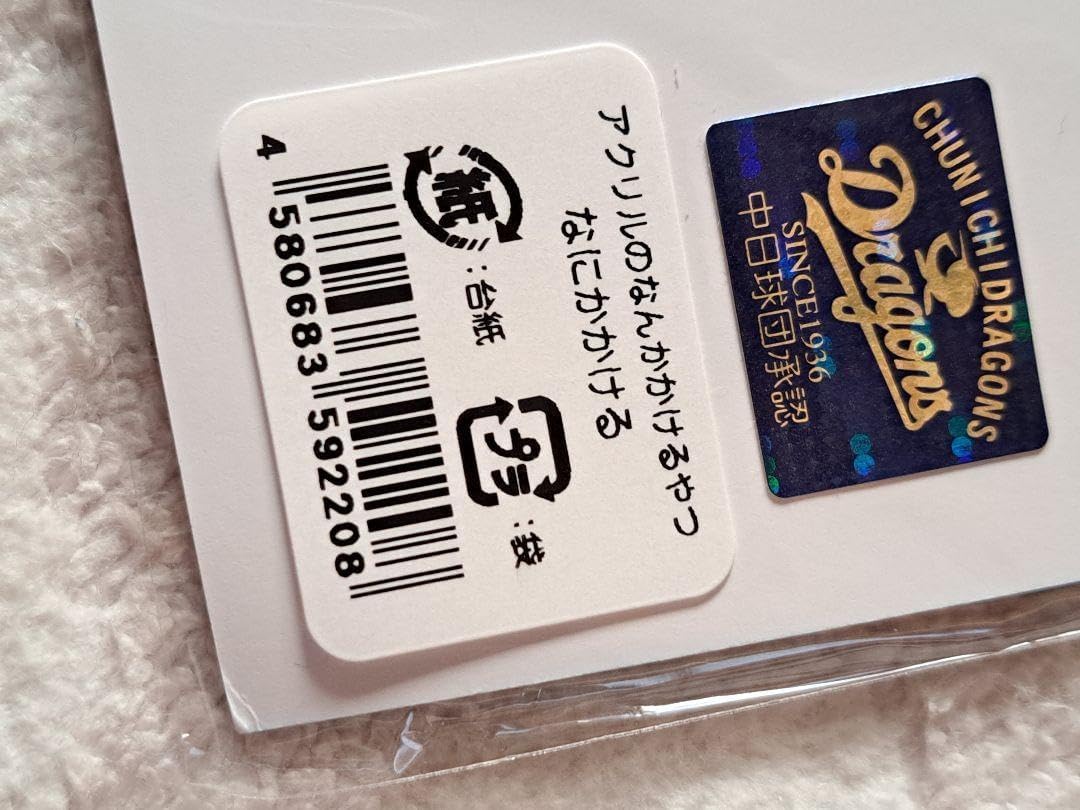 アクリルのなんかかけるやつ
なにかかける
紙 :台紙
プラ :袋
4 580683 592208
CHUNICHI DRAGONS
Dragons
SINCE1936
中日球団承認